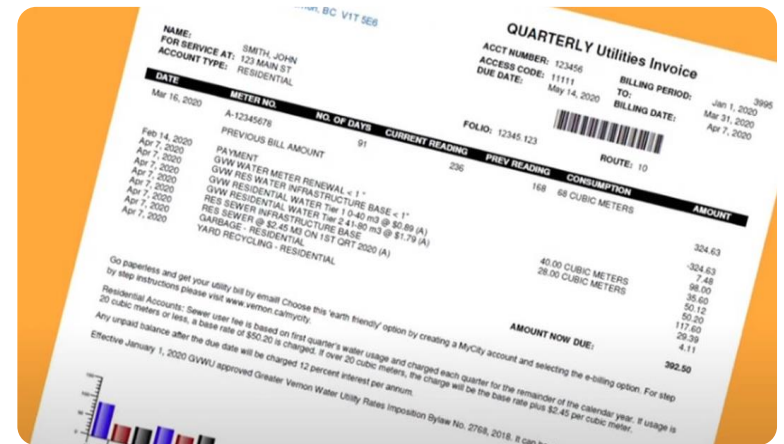 BC V1T 5E6
QUARTERLY Utilities Invoice
NAME: SMITH, JOHN
FOR SERVICE AT: 123 MAIN ST
ACCOUNT TYPE: RESIDENTIAL
ACCT NUMBER: 123456
ACCESS CODE: 11111
DUE DATE: May 14, 2020
3995
BILLING PERIOD: Jan 1, 2020
TO: Mar 31, 2020
BILLING DATE: Apr 7, 2020
FOLIO: 12345.123
ROUTE: 10
DATE METER NO. NO. OF DAYS CURRENT READING PREV READING CONSUMPTION AMOUNT
Mar 16, 2020 A-12345678 91 236 168 68 CUBIC METERS
PREVIOUS BILL AMOUNT 324.63
Feb 14, 2020 PAYMENT -324.63
Apr 7, 2020 GVW WATER METER RENEWAL < 1" 7.48
Apr 7, 2020 GVW RES WATER INFRASTRUCTURE BASE < 1" 98.00
Apr 7, 2020 GVW RESIDENTIAL WATER Tier 1 0-40 m3 @ $0.89 (A) 40.00 CUBIC METERS 35.60
Apr 7, 2020 GVW RESIDENTIAL WATER Tier 2 41-80 m3 @ $1.79 (A) 28.00 CUBIC METERS 50.12
Apr 7, 2020 RES SEWER INFRASTRUCTURE BASE 50.20
Apr 7, 2020 RES SEWER @ $2.45 M3 ON 1ST QRT 2020 (A) 117.60
Apr 7, 2020 GARBAGE - RESIDENTIAL 29.39
Apr 7, 2020 YARD RECYCLING - RESIDENTIAL 4.11
AMOUNT NOW DUE: 392.50
Go paperless and get your utility bill by email! Choose this 'earth friendly' option by creating a MyCity account and selecting the e-billing option. For step
by step instructions please visit www.vernon.ca/mycity.
Residential Accounts: Sewer user fee is based on first quarter's water usage and charged each quarter for the remainder of the calendar year. If usage is
20 cubic meters or less, a base rate of $50.20 is charged. If over 20 cubic meters, the charge will be the base rate plus $2.45 per cubic meter.
Any unpaid balance after the due date will be charged 12 percent interest per annum.
Effective January 1, 2020 GVWU approved Greater Vernon Water Utility Rates Imposition Bylaw No. 2768, 2018. It can